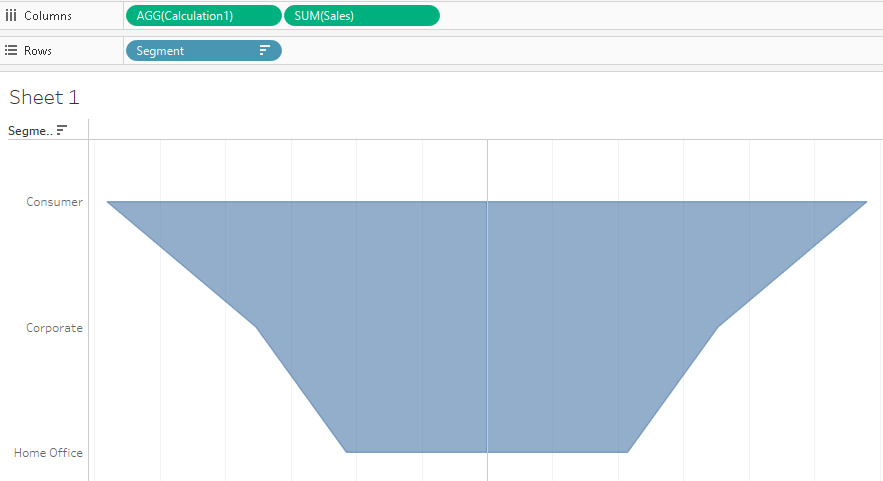 Columns AGG(Calculation1) SUM(Sales)
Rows Segment
Sheet 1
Segme..
Consumer
Corporate
Home Office